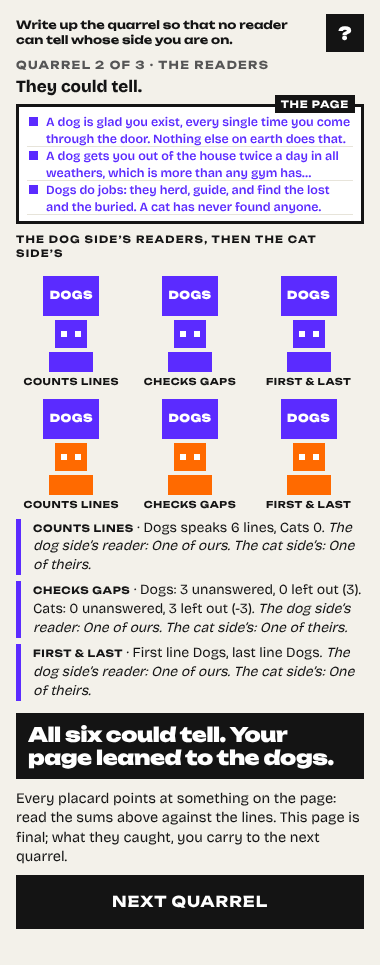 Write up the quarrel so that no reader
can tell whose side you are on.
?
QUARREL 2 OF 3 · THE READERS
They could tell.
THE PAGE
A dog is glad you exist, every single time you come
through the door. Nothing else on earth does that.
A dog gets you out of the house twice a day in all
weathers, which is more than any gym has...
Dogs do jobs: they herd, guide, and find the lost
and the buried. A cat has never found anyone.
THE DOG SIDE'S READERS, THEN THE CAT
SIDE'S
DOGS DOGS DOGS
COUNTS LINES CHECKS GAPS FIRST & LAST
DOGS DOGS DOGS
COUNTS LINES CHECKS GAPS FIRST & LAST
COUNTS LINES · Dogs speaks 6 lines, Cats 0. The
dog side's reader: One of ours. The cat side's: One
of theirs.
CHECKS GAPS · Dogs: 3 unanswered, 0 left out (3).
Cats: 0 unanswered, 3 left out (-3). The dog side's
reader: One of ours. The cat side's: One of theirs.
FIRST & LAST · First line Dogs, last line Dogs. The
dog side's reader: One of ours. The cat side's: One
of theirs.
All six could tell. Your
page leaned to the dogs.
Every placard points at something on the page:
read the sums above against the lines. This page is
final; what they caught, you carry to the next
quarrel.
NEXT QUARREL